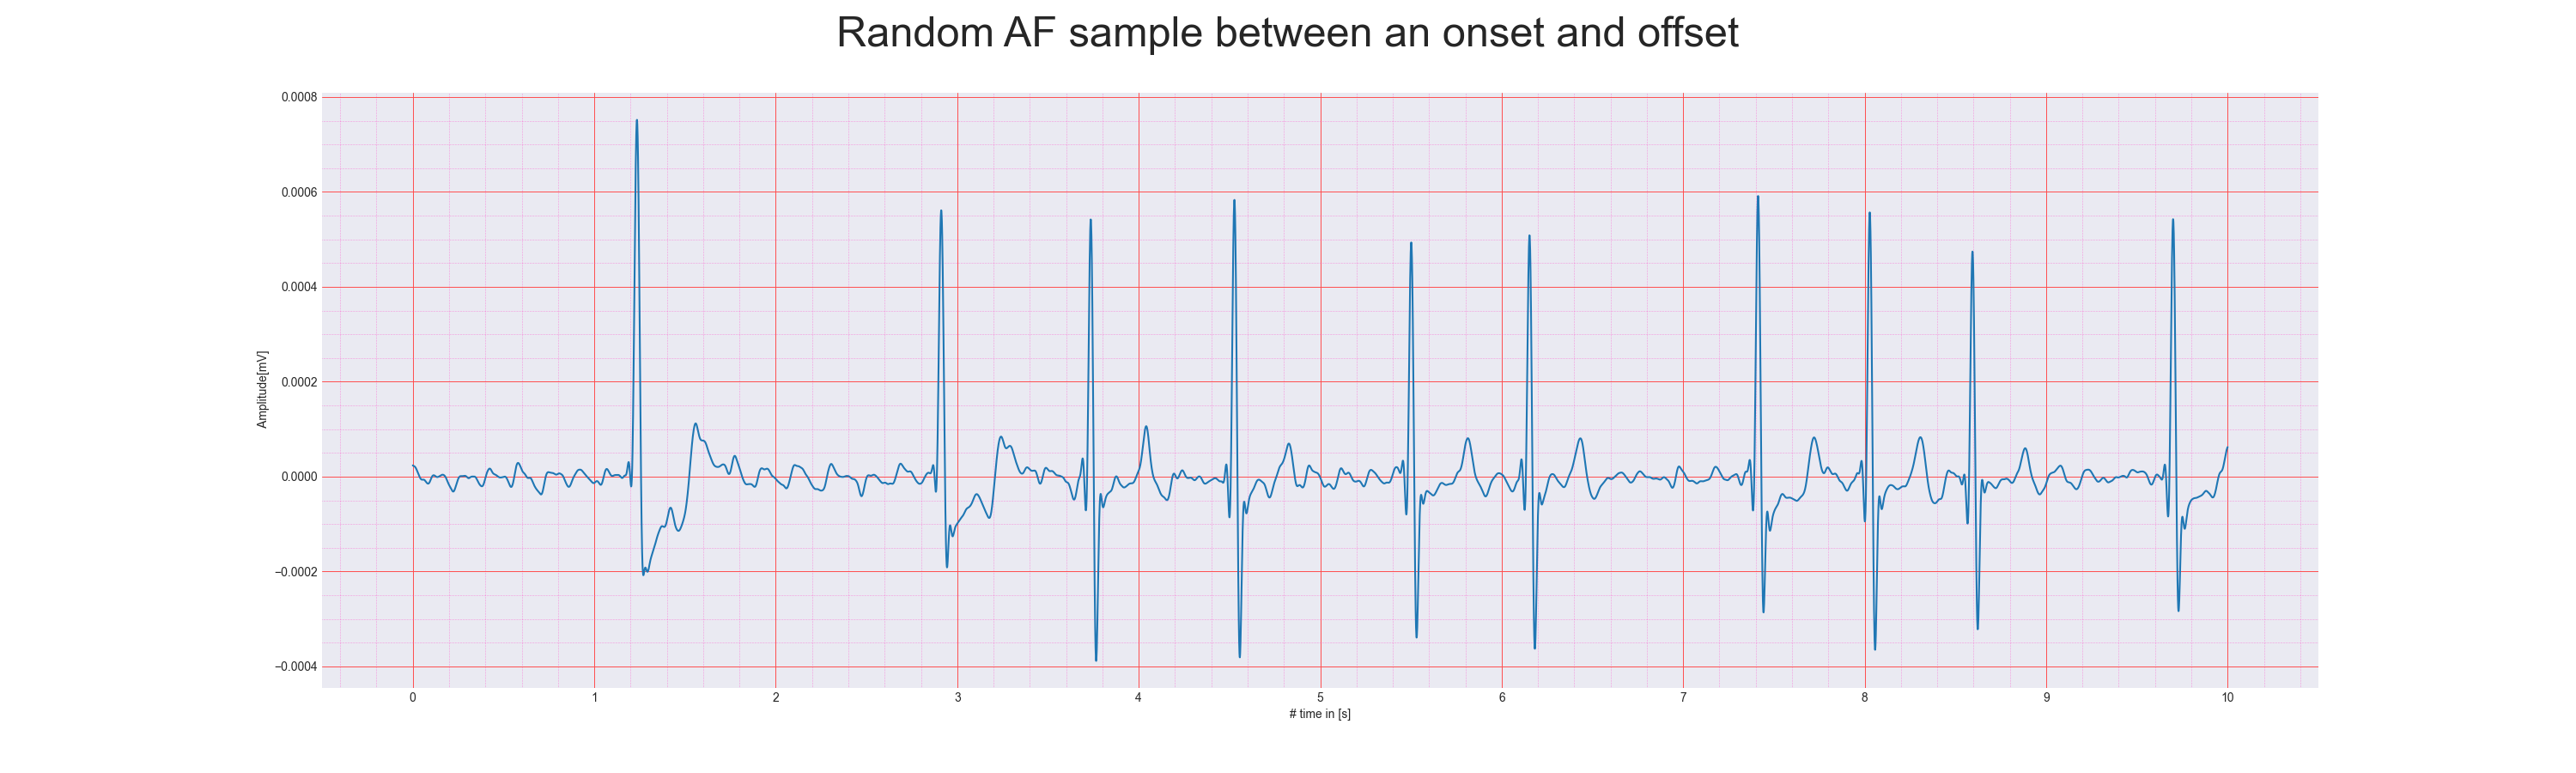 Random AF sample between an onset and offset
0.0008
0.0006
0.0004
0.0002
0.0000
−0.0002
−0.0004
Amplitude[mV]
0 1 2 3 4 5 6 7 8 9 10
# time in [s]